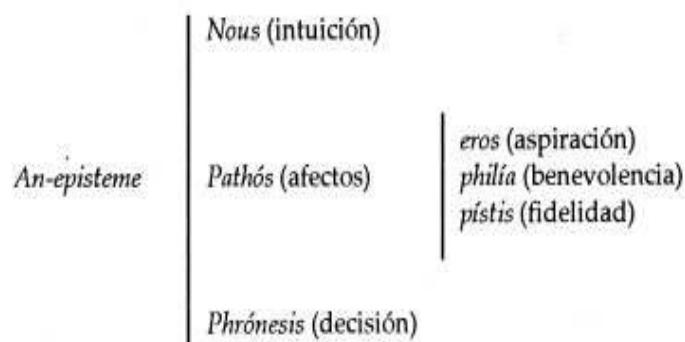 Nous (intuición)
eros (aspiración)
An-episteme Pathós (afectos) philía (benevolencia)
pístis (fidelidad)
Phrónesis (decisión)